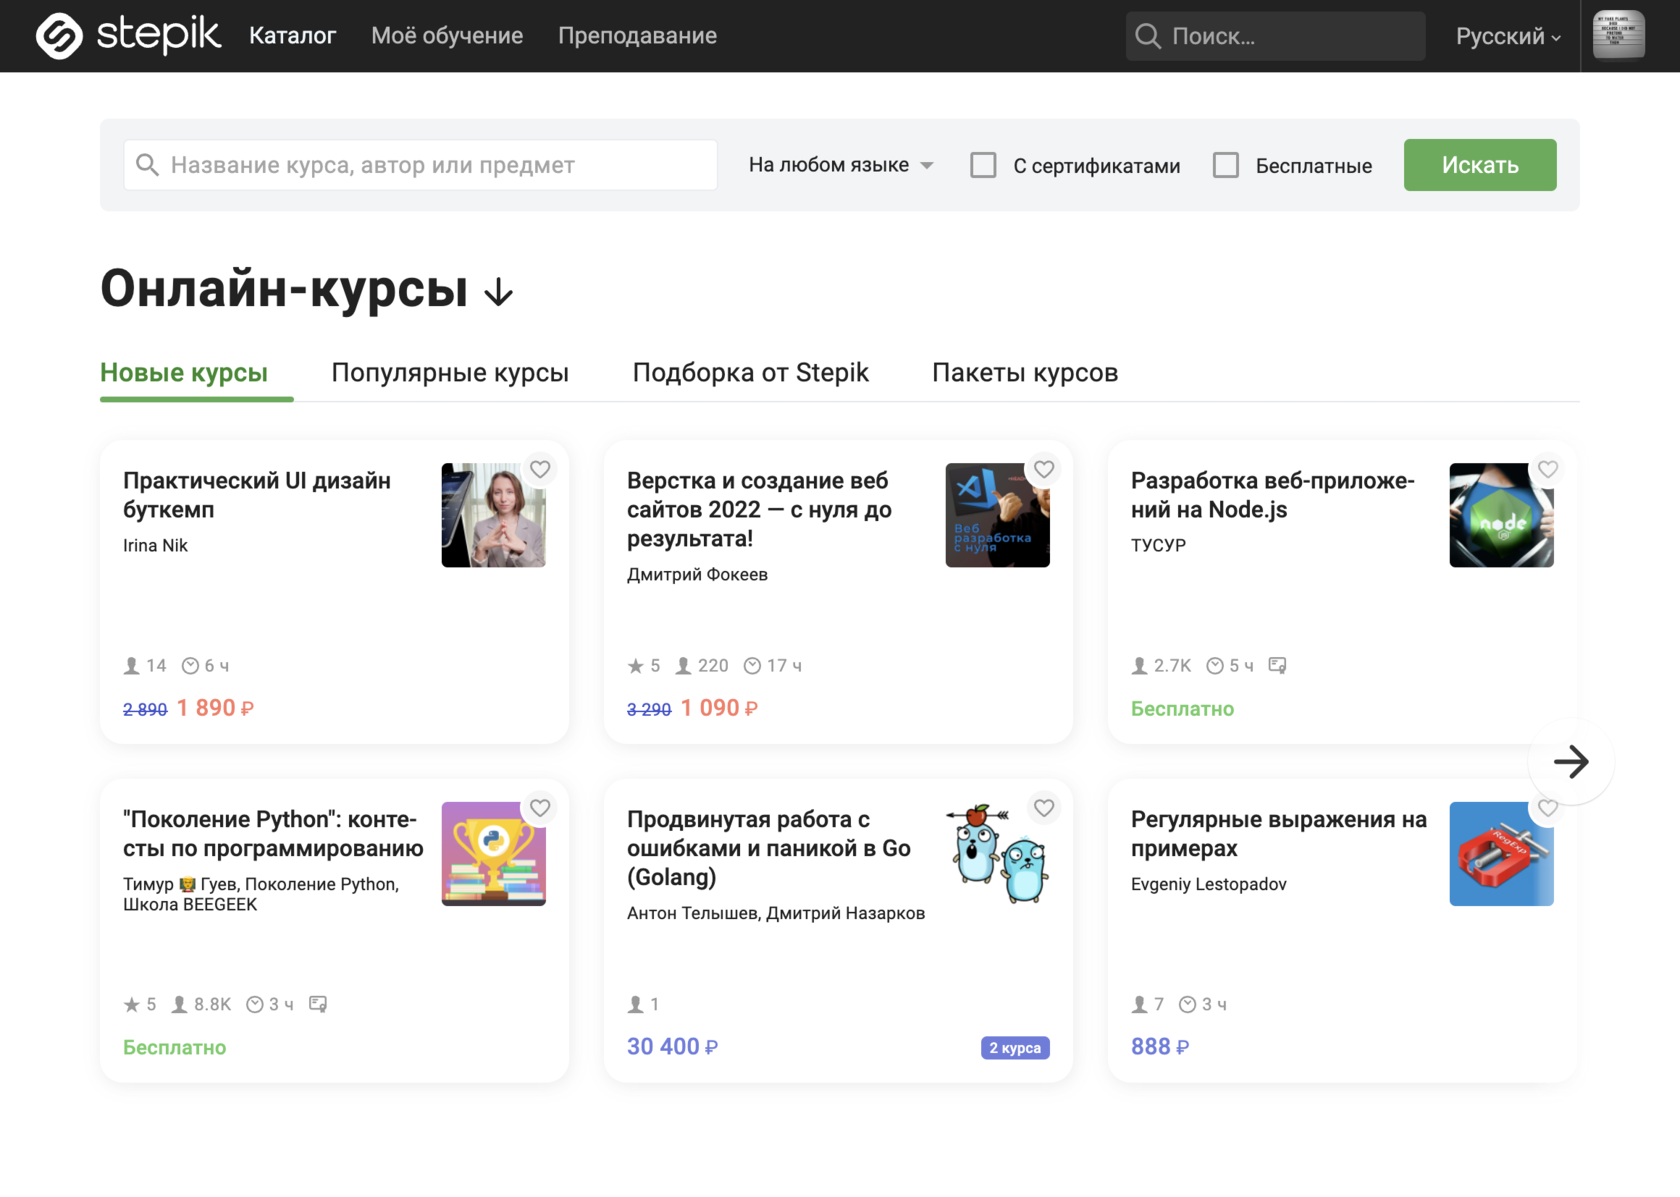 stepik Каталог Моё обучение Преподавание Поиск... Русский
Название курса, автор или предмет На любом языке С сертификатами Бесплатные Искать
Онлайн-курсы ↓
Новые курсы Популярные курсы Подборка от Stepik Пакеты курсов
Практический UI дизайн
буткемп
Irina Nik
14 6 ч
2 890 1 890 ₽
Верстка и создание веб
сайтов 2022 — с нуля до
результата!
Дмитрий Фокеев
Веб
разработка
с нуля
5 220 17 ч
3 290 1 090 ₽
Разработка веб-приложе-
ний на Node.js
ТУСУР
node
2.7K 5 ч
Бесплатно
"Поколение Python": конте-
сты по программированию
Тимур Гуев, Поколение Python,
Школа BEEGEEK
5 8.8K 3 ч
Бесплатно
Продвинутая работа с
ошибками и паникой в Go
(Golang)
Антон Телышев, Дмитрий Назарков
1
30 400 ₽ 2 курса
Регулярные выражения на
примерах
Evgeniy Lestopadov
RegExp
7 3 ч
888 ₽